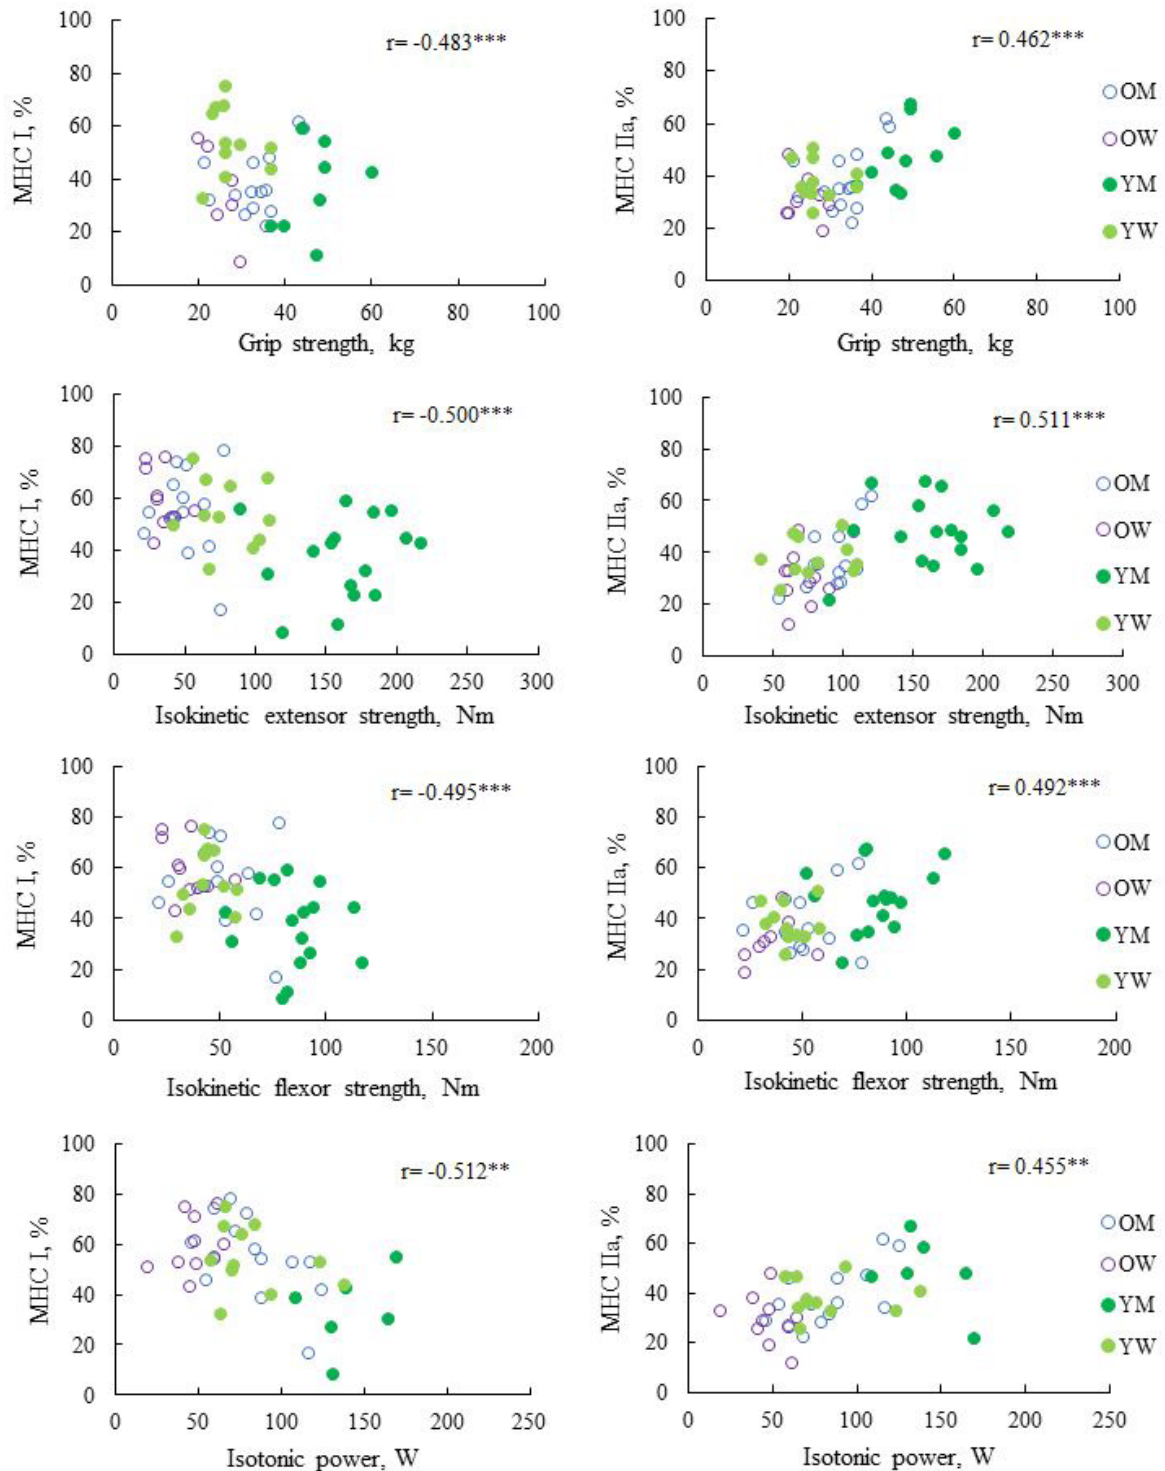 100
80
60
40
20
0
MHC I, %
r= -0.483***
0 20 40 60 80 100
Grip strength, kg
100
80
60
40
20
0
MHC IIa, %
r= 0.462***
OM
OW
YM
YW
0 20 40 60 80 100
Grip strength, kg
100
80
60
40
20
0
MHC I, %
r= -0.500***
0 50 100 150 200 250 300
Isokinetic extensor strength, Nm
100
80
60
40
20
0
MHC IIa, %
r= 0.511***
OM
OW
YM
YW
0 50 100 150 200 250 300
Isokinetic extensor strength, Nm
100
80
60
40
20
0
MHC I, %
r= -0.495***
0 50 100 150 200
Isokinetic flexor strength, Nm
100
80
60
40
20
0
MHC IIa, %
r= 0.492***
OM
OW
YM
YW
0 50 100 150 200
Isokinetic flexor strength, Nm
100
80
60
40
20
0
MHC I, %
r= -0.512**
0 50 100 150 200 250
Isotonic power, W
100
80
60
40
20
0
MHC IIa, %
r= 0.455**
OM
OW
YM
YW
0 50 100 150 200 250
Isotonic power, W